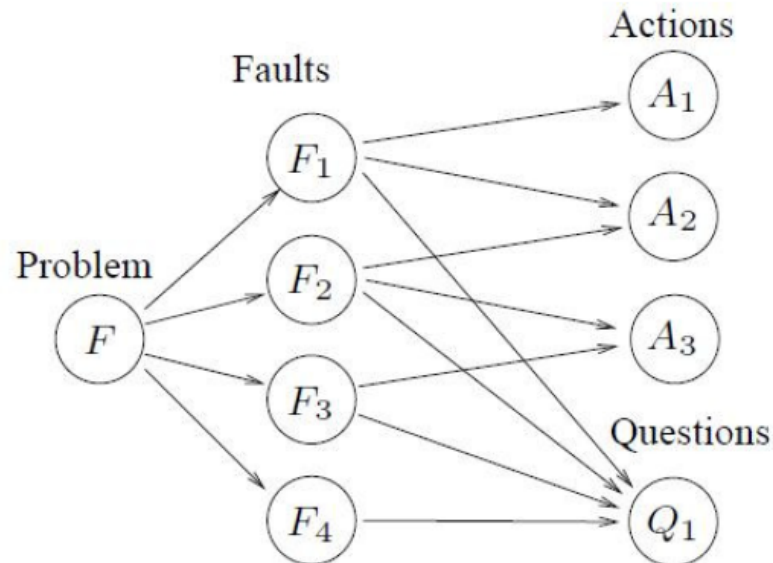 Actions
Faults
A1
F1
A2
Problem
F2
F
A3
F3
Questions
F4
Q1